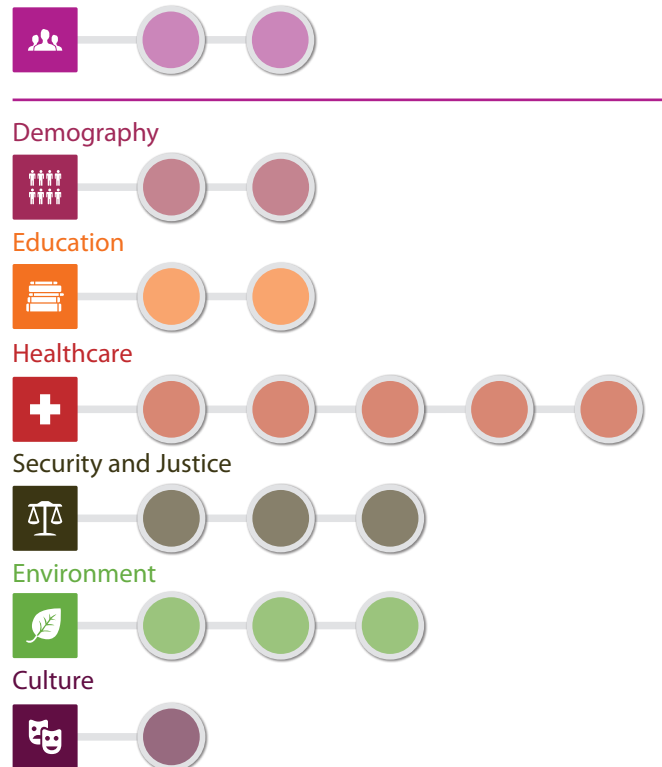 Demography
Education
Healthcare
Security and Justice
Environment
Culture